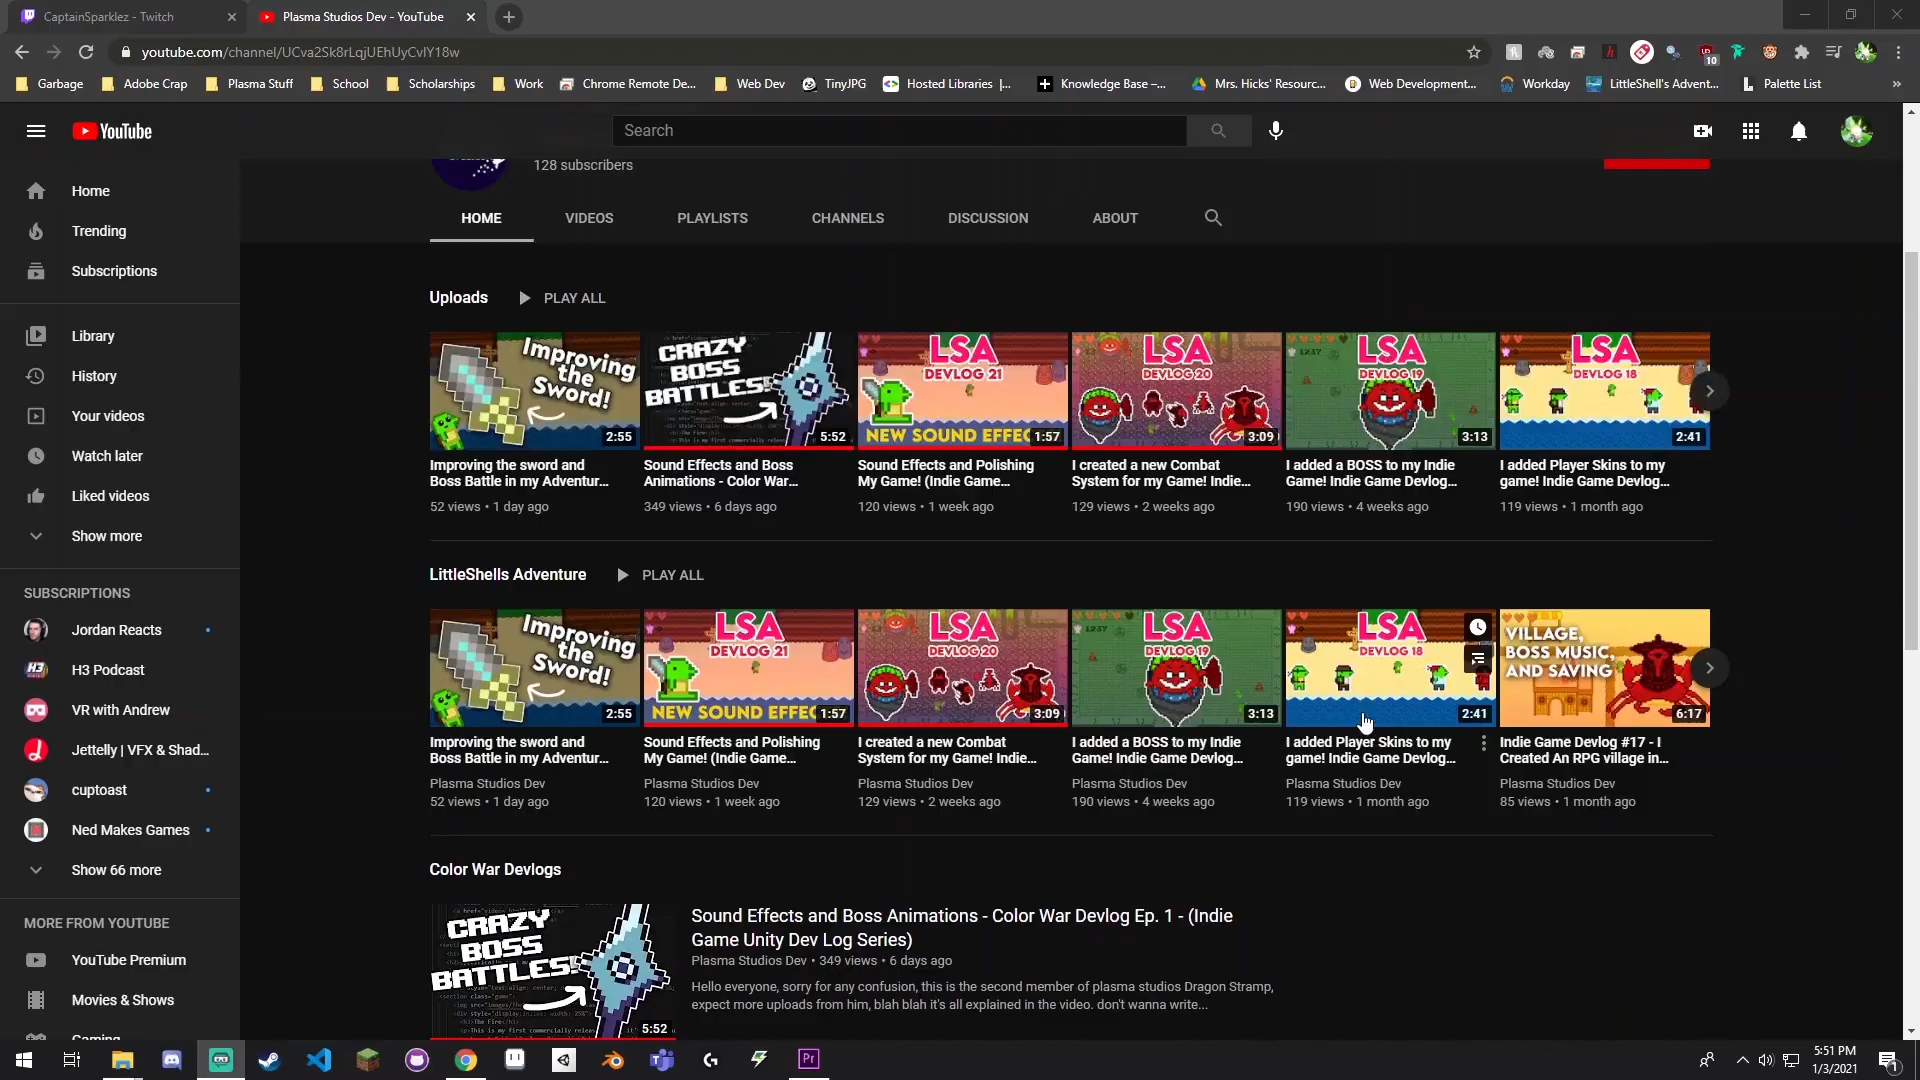 CaptainSparklez - Twitch
Plasma Studios Dev - YouTube
youtube.com/channel/UCva2Sk8rLqjUEhUyCvlY18w
10
Garbage
Adobe Crap
Plasma Stuff
School
Scholarships
Work
Chrome Remote De...
Web Dev
TinyJPG
Hosted Libraries |...
Knowledge Base –...
Mrs. Hicks' Resourc...
Web Development...
Workday
LittleShell's Advent...
Palette List
YouTube
Search
128 subscribers
HOME
VIDEOS
PLAYLISTS
CHANNELS
DISCUSSION
ABOUT
Home
Trending
Subscriptions
Library
History
Your videos
Watch later
Liked videos
Show more
SUBSCRIPTIONS
Jordan Reacts
H3 Podcast
VR with Andrew
Jettelly | VFX & Shad...
cuptoast
Ned Makes Games
Show 66 more
MORE FROM YOUTUBE
YouTube Premium
Movies & Shows
Gaming
Uploads
PLAY ALL
Improving
the
Sword!
2:55
Improving the sword and
Boss Battle in my Adventur...
52 views • 1 day ago
CRAZY
BOSS
BATTLES!
5:52
Sound Effects and Boss
Animations - Color War...
349 views • 6 days ago
LSA
DEVLOG 21
NEW SOUND EFFEC
1:57
Sound Effects and Polishing
My Game! (Indie Game...
120 views • 1 week ago
LSA
DEVLOG 20
3:09
I created a new Combat
System for my Game! Indie...
129 views • 2 weeks ago
1237
LSA
DEVLOG 19
3:13
I added a BOSS to my Indie
Game! Indie Game Devlog...
190 views • 4 weeks ago
LSA
DEVLOG 18
2:41
I added Player Skins to my
game! Indie Game Devlog...
119 views • 1 month ago
LittleShells Adventure
PLAY ALL
Improving
the
Sword!
2:55
Improving the sword and
Boss Battle in my Adventur...
Plasma Studios Dev
52 views • 1 day ago
LSA
DEVLOG 21
NEW SOUND EFFEC
1:57
Sound Effects and Polishing
My Game! (Indie Game...
Plasma Studios Dev
120 views • 1 week ago
LSA
DEVLOG 20
3:09
I created a new Combat
System for my Game! Indie...
Plasma Studios Dev
129 views • 2 weeks ago
1237
LSA
DEVLOG 19
3:13
I added a BOSS to my Indie
Game! Indie Game Devlog...
Plasma Studios Dev
190 views • 4 weeks ago
LSA
DEVLOG 18
2:41
I added Player Skins to my
game! Indie Game Devlog...
Plasma Studios Dev
119 views • 1 month ago
VILLAGE,
BOSS MUSIC,
AND SAVING
6:17
Indie Game Devlog #17 - I
Created An RPG village in...
Plasma Studios Dev
85 views • 1 month ago
Color War Devlogs
CRAZY
BOSS
BATTLES!
5:52
Sound Effects and Boss Animations - Color War Devlog Ep. 1 - (Indie
Game Unity Dev Log Series)
Plasma Studios Dev • 349 views • 6 days ago
Hello everyone, sorry for any confusion, this is the second member of plasma studios Dragon Stramp,
expect more uploads from him, blah blah it's all explained in the video. don't wanna write...
Pr
5:51 PM
1/3/2021
1